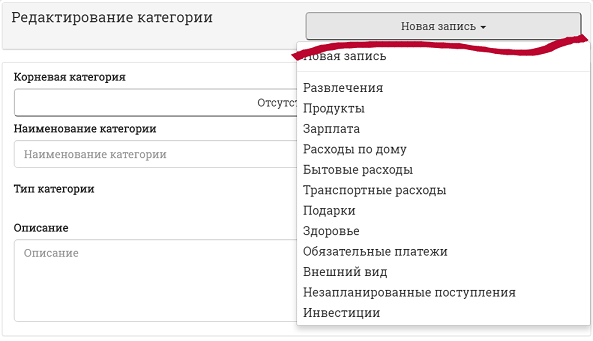 Редактирование категории
Новая запись
Новая запись
Корневая категория
Отсутст
Наименование категории
Наименование категории
Тип категории
Описание
Описание
Развлечения
Продукты
Зарплата
Расходы по дому
Бытовые расходы
Транспортные расходы
Подарки
Здоровье
Обязательные платежи
Внешний вид
Незапланированные поступления
Инвестиции